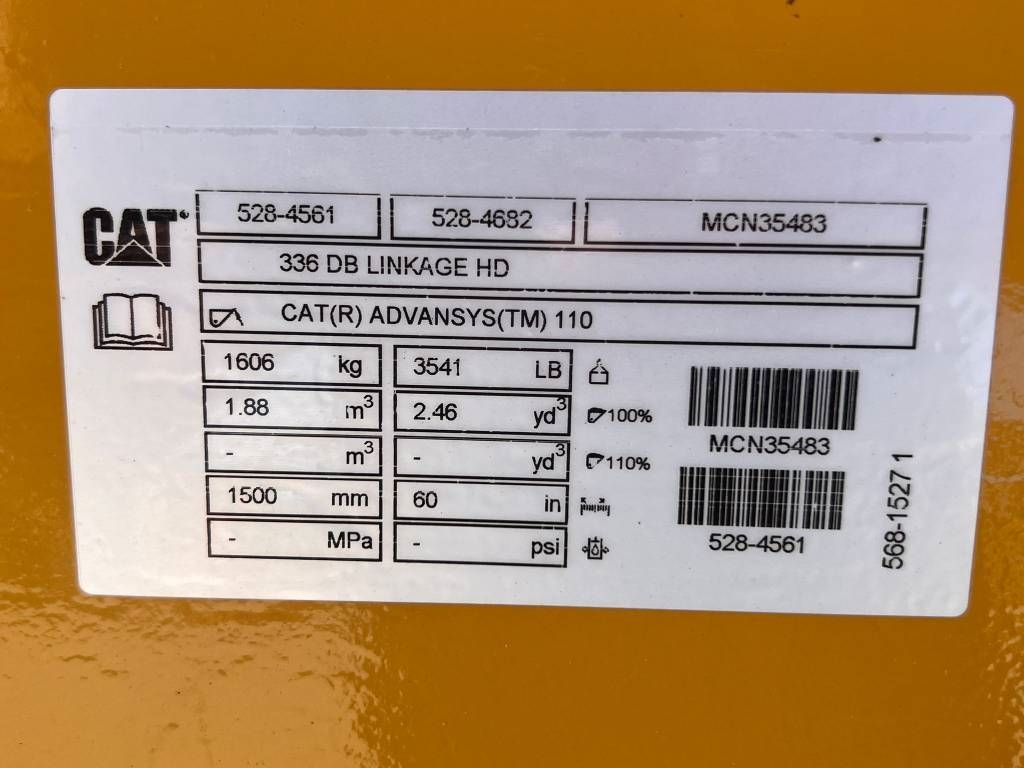 CAT 528-4561 528-4682 MCN35483
336 DB LINKAGE HD
CAT(R) ADVANSYS(TM) 110
1606 kg 3541 LB
1.88 m³ 2.46 yd³ 100%
- m³ - yd³ 110%
1500 mm 60 in
- MPa - psi
MCN35483
528-4561
568-1527 1